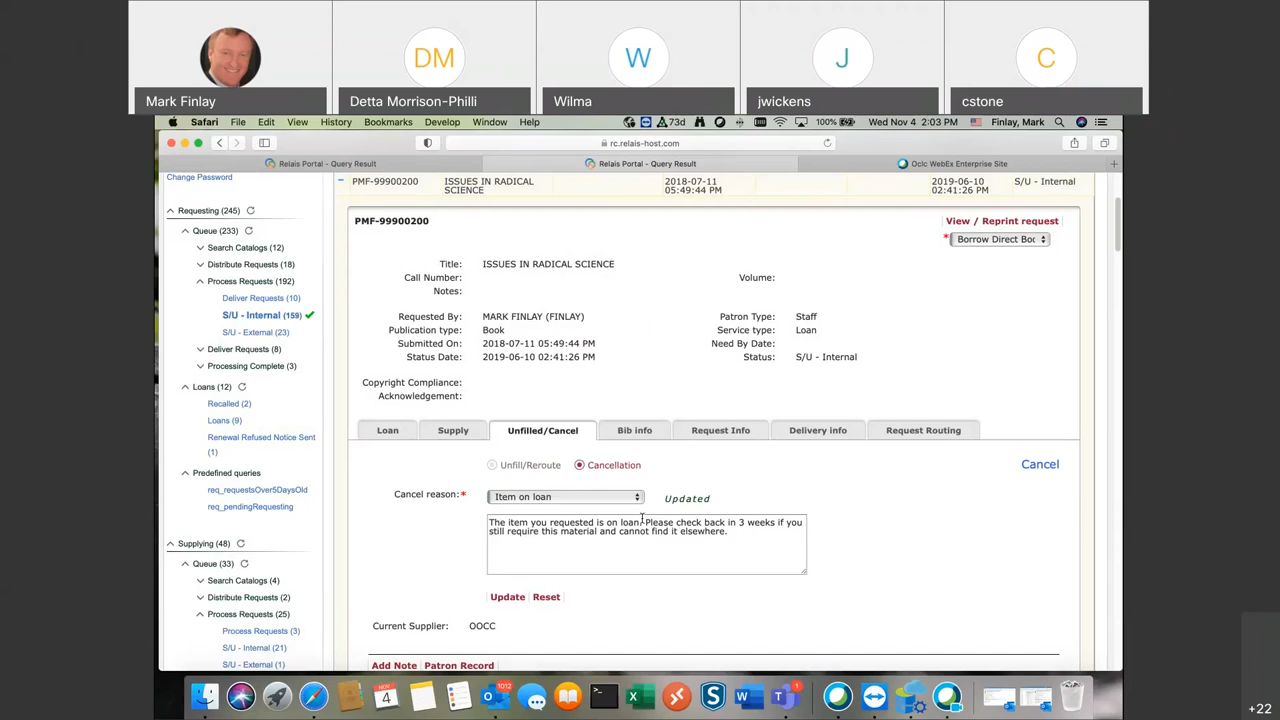 DM
W
J
C
Mark Finlay
Detta Morrison-Philli
Wilma
jwickens
cstone
Safari File Edit View History Bookmarks Develop Window Help
73d
100%
Wed Nov 4 2:03 PM Finlay, Mark
rc.relais-host.com
Relais Portal - Query Result
Relais Portal - Query Result
Oclc WebEx Enterprise Site
Change Password
Requesting (245)
Queue (233)
Search Catalogs (12)
Distribute Requests (18)
Process Requests (192)
Deliver Requests (10)
S/U - Internal (159)
S/U - External (23)
Deliver Requests (8)
Processing Complete (3)
Loans (12)
Recalled (2)
Loans (9)
Renewal Refused Notice Sent
(1)
Predefined queries
req_requestsOver5DaysOld
req_pendingRequesting
Supplying (48)
Queue (33)
Search Catalogs (4)
Distribute Requests (2)
Process Requests (25)
Process Requests (3)
S/U - Internal (21)
S/U - External (1)
PMF-99900200
ISSUES IN RADICAL
SCIENCE
2018-07-11
05:49:44 PM
2019-06-10
02:41:26 PM
S/U - Internal
PMF-99900200
View / Reprint request
* Borrow Direct Boo
Title: ISSUES IN RADICAL SCIENCE
Call Number:
Volume:
Notes:
Requested By: MARK FINLAY (FINLAY)
Patron Type: Staff
Publication type: Book
Service type: Loan
Submitted On: 2018-07-11 05:49:44 PM
Need By Date:
Status Date: 2019-06-10 02:41:26 PM
Status: S/U - Internal
Copyright Compliance:
Acknowledgement:
Loan
Supply
Unfilled/Cancel
Bib info
Request Info
Delivery info
Request Routing
Unfill/Reroute
Cancellation
Cancel
Cancel reason:*
Item on loan
Updated
The item you requested is on loan. Please check back in 3 weeks if you
still require this material and cannot find it elsewhere.
Update Reset
Current Supplier: OOCC
Add Note Patron Record
4
1012
1
+22